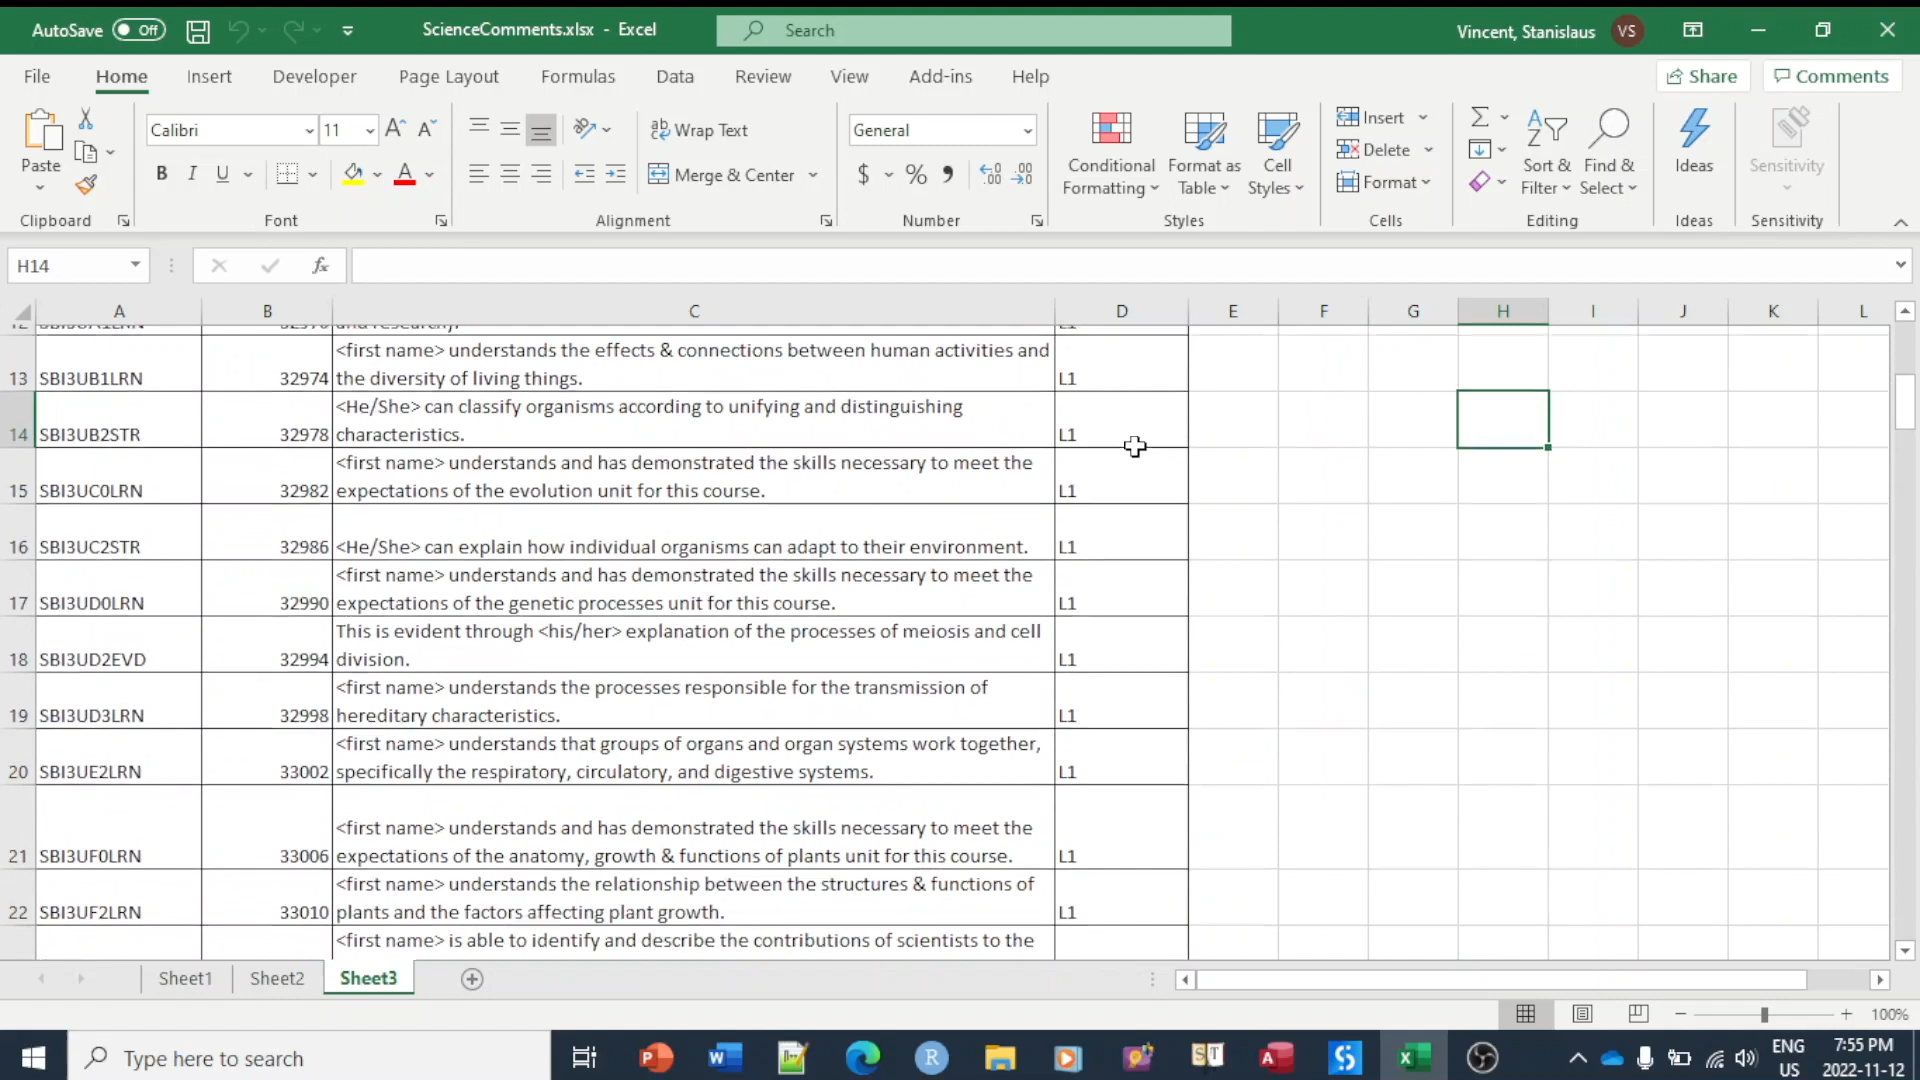 AutoSave Off ScienceComments.xlsx - Excel Search Vincent, Stanislaus VS
File Home Insert Developer Page Layout Formulas Data Review View Add-ins Help Share Comments
Paste
Calibri 11
B I U A
ab Wrap Text
Merge & Center
General
$ %
Conditional Formatting
Format as Table
Cell Styles
Insert
Delete
Format
Sort & Filter
Find & Select
Ideas
Sensitivity
Clipboard Font Alignment Number Styles Cells Editing Ideas Sensitivity
H14 fx
A B C D E F G H I J K L
<first name> understands the effects & connections between human activities and
13 SBI3UB1LRN 32974 the diversity of living things. L1
<He/She> can classify organisms according to unifying and distinguishing
14 SBI3UB2STR 32978 characteristics. L1
<first name> understands and has demonstrated the skills necessary to meet the
15 SBI3UC0LRN 32982 expectations of the evolution unit for this course. L1
16 SBI3UC2STR 32986 <He/She> can explain how individual organisms can adapt to their environment. L1
<first name> understands and has demonstrated the skills necessary to meet the
17 SBI3UD0LRN 32990 expectations of the genetic processes unit for this course. L1
This is evident through <his/her> explanation of the processes of meiosis and cell
18 SBI3UD2EVD 32994 division. L1
<first name> understands the processes responsible for the transmission of
19 SBI3UD3LRN 32998 hereditary characteristics. L1
<first name> understands that groups of organs and organ systems work together,
20 SBI3UE2LRN 33002 specifically the respiratory, circulatory, and digestive systems. L1
<first name> understands and has demonstrated the skills necessary to meet the
21 SBI3UF0LRN 33006 expectations of the anatomy, growth & functions of plants unit for this course. L1
<first name> understands the relationship between the structures & functions of
22 SBI3UF2LRN 33010 plants and the factors affecting plant growth. L1
<first name> is able to identify and describe the contributions of scientists to the
Sheet1 Sheet2 Sheet3
100%
Type here to search ENG US 7:55 PM 2022-11-12